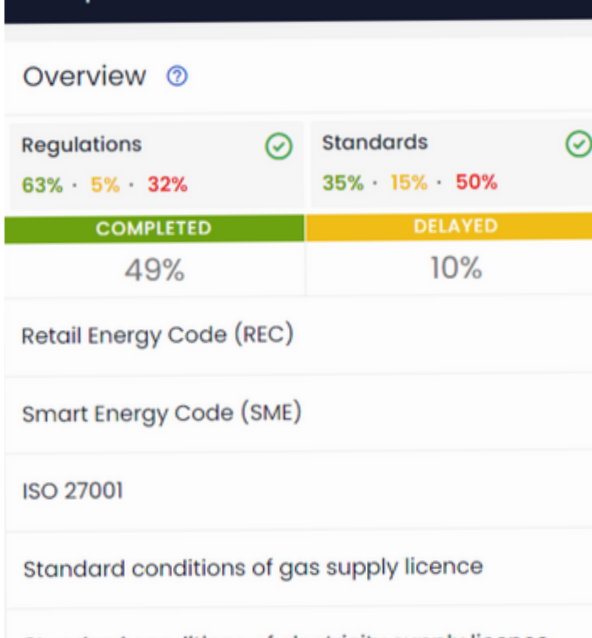 Overview
Regulations
63% · 5% · 32%
Standards
35% · 15% · 50%
COMPLETED
DELAYED
49%
10%
Retail Energy Code (REC)
Smart Energy Code (SME)
ISO 27001
Standard conditions of gas supply licence